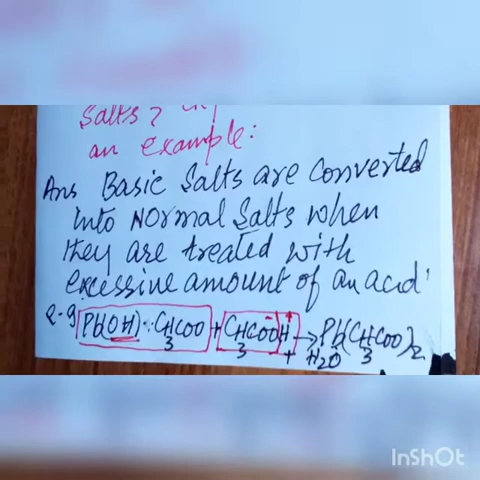 Salts?
an example:
Ans Basic Salts are Converted
into Normal Salts when
they are treated with
excessive amount of an acid.
e.g Pb(OH)·CH3COO + CH3COO⁻H⁺ → Pb(CH3COO)2
+ H2O
InShOt